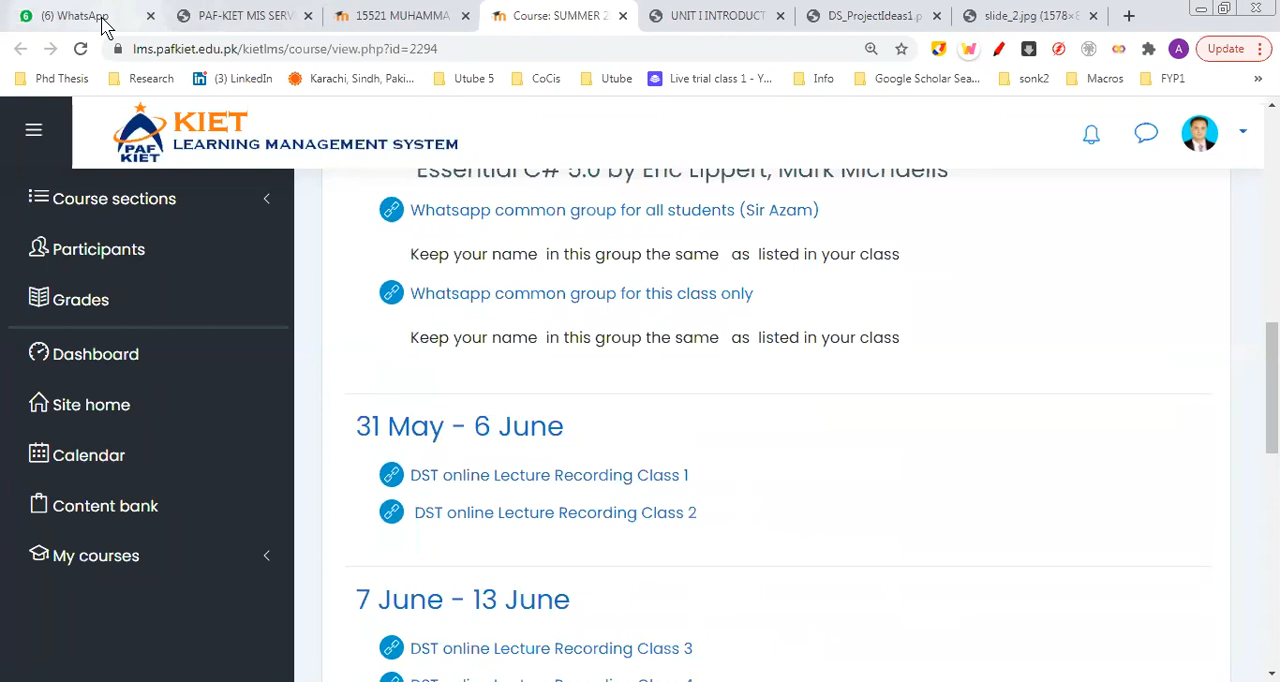 (6) WhatsApp
PAF-KIET MIS SERV
15521 MUHAMMA
Course: SUMMER 2
UNIT I INTRODUCT
DS_ProjectIdeas1.p
slide_2.jpg (1578×8
lms.pafkiet.edu.pk/kietlms/course/view.php?id=2294
A
Update
Phd Thesis
Research
(3) LinkedIn
Karachi, Sindh, Paki...
Utube 5
CoCis
Utube
Live trial class 1 - Y...
Info
Google Scholar Sea...
sonk2
Macros
FYP1
»
PAF
KIET
KIET
LEARNING MANAGEMENT SYSTEM
Course sections
Participants
Grades
Dashboard
Site home
Calendar
Content bank
My courses
Essential C# 5.0 by Eric Lippert, Mark Michaelis
Whatsapp common group for all students (Sir Azam)
Keep your name in this group the same as listed in your class
Whatsapp common group for this class only
Keep your name in this group the same as listed in your class
31 May - 6 June
DST online Lecture Recording Class 1
DST online Lecture Recording Class 2
7 June - 13 June
DST online Lecture Recording Class 3